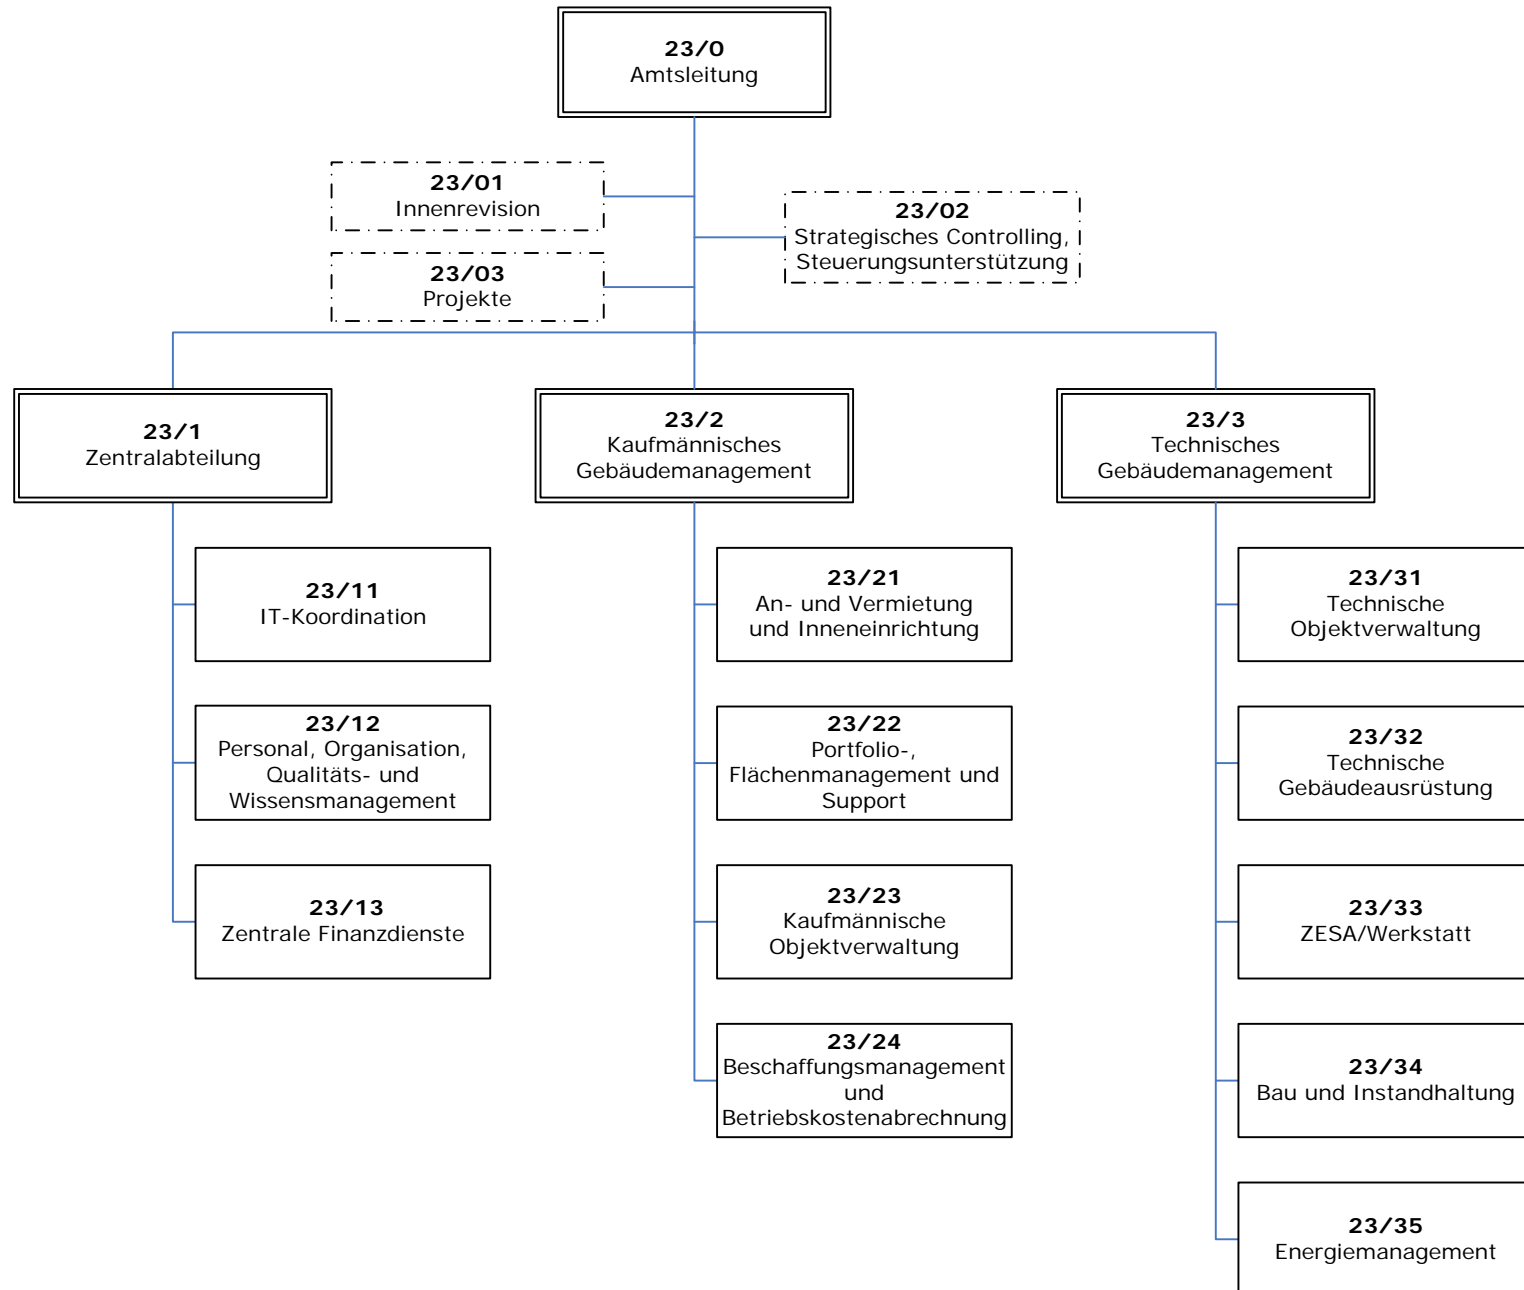 23/0
Amtsleitung
23/01
Innenrevision
23/02
Strategisches Controlling,
Steuerungsunterstützung
23/03
Projekte
23/1
Zentralabteilung
23/2
Kaufmännisches
Gebäudemanagement
23/3
Technisches
Gebäudemanagement
23/11
IT-Koordination
23/12
Personal, Organisation,
Qualitäts- und
Wissensmanagement
23/13
Zentrale Finanzdienste
23/21
An- und Vermietung
und Inneneinrichtung
23/22
Portfolio-,
Flächenmanagement und
Support
23/23
Kaufmännische
Objektverwaltung
23/24
Beschaffungsmanagement
und
Betriebskostenabrechnung
23/31
Technische
Objektverwaltung
23/32
Technische
Gebäudeausrüstung
23/33
ZESA/Werkstatt
23/34
Bau und Instandhaltung
23/35
Energiemanagement